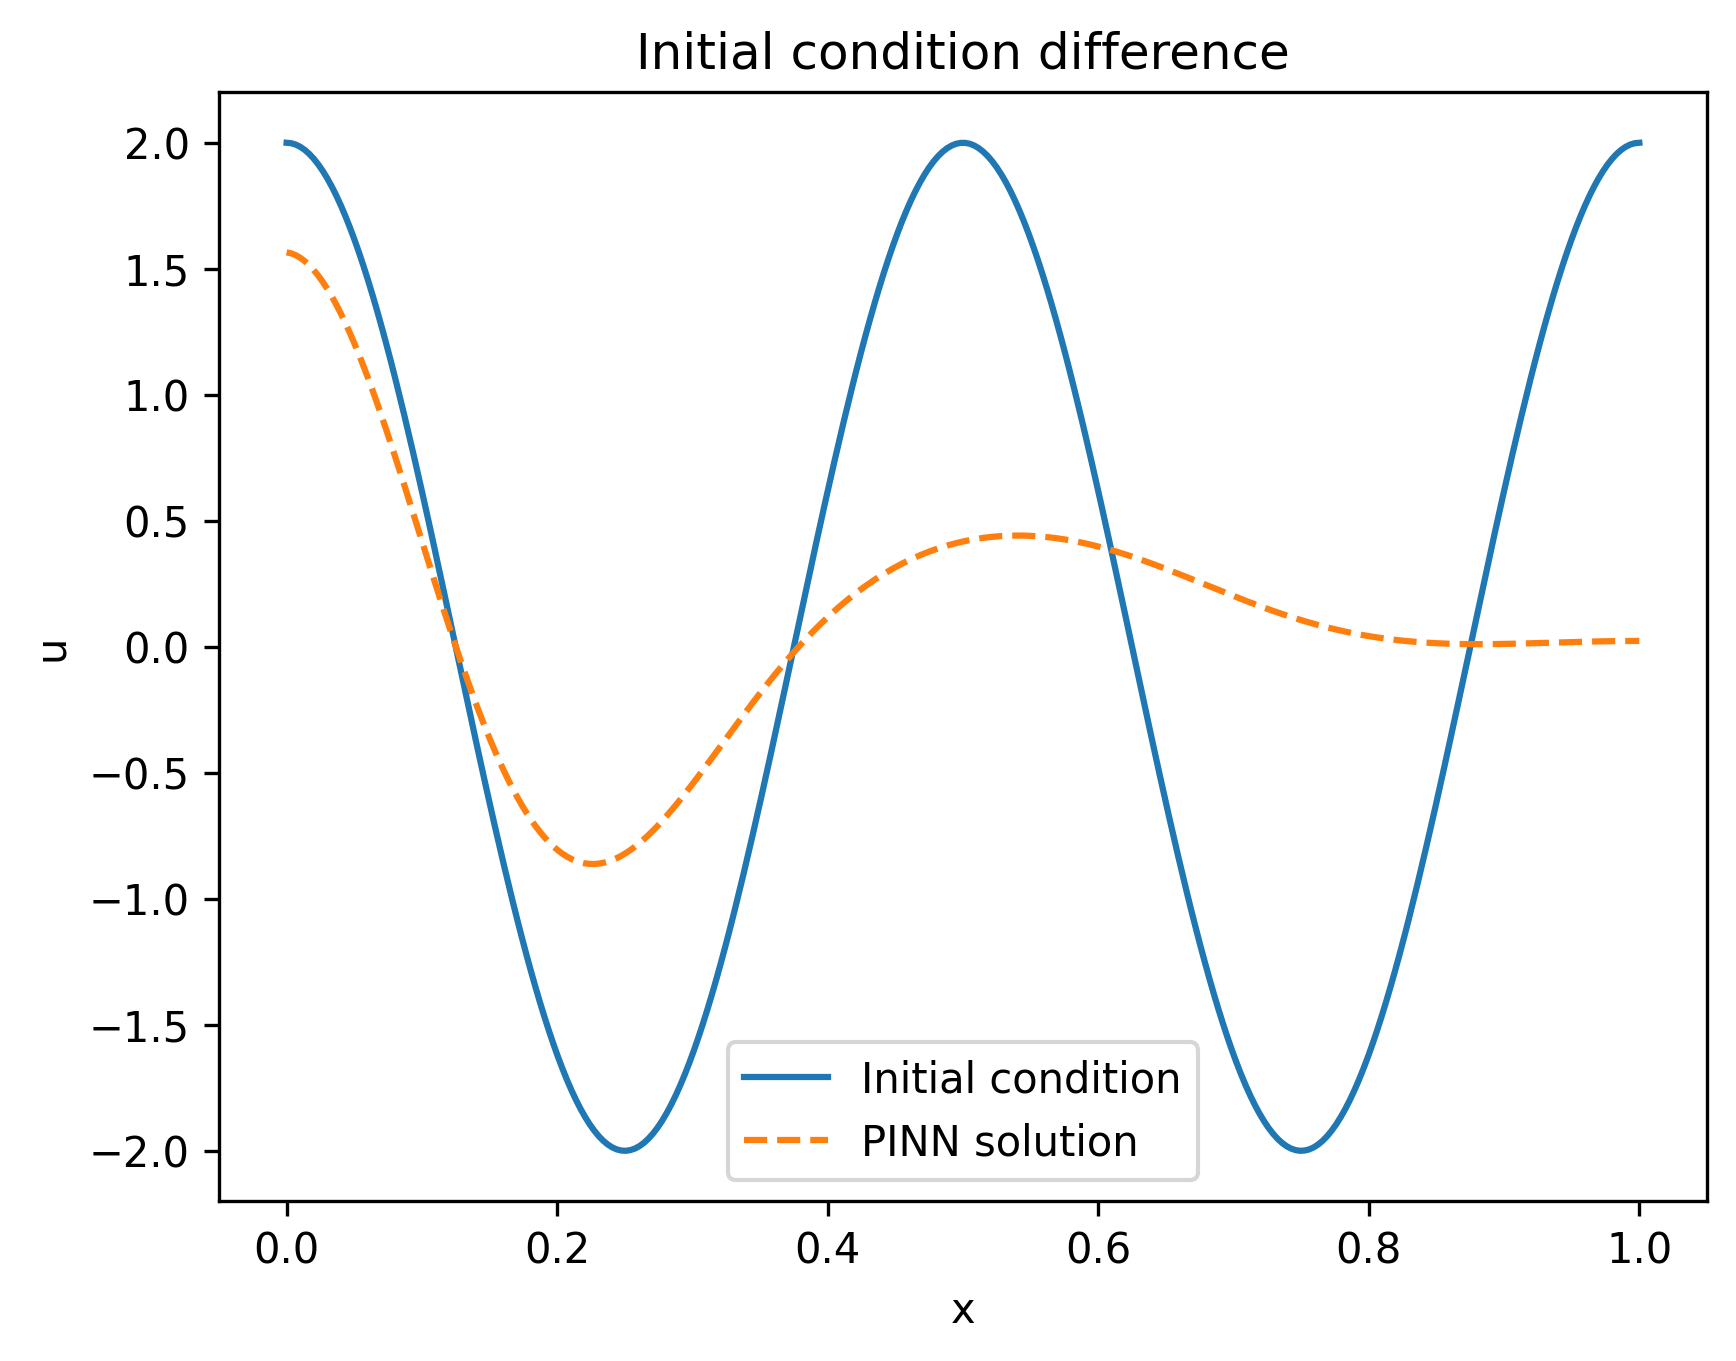 Initial condition difference
2.0
1.5
1.0
0.5
0.0
−0.5
−1.0
−1.5
−2.0
u
Initial condition
PINN solution
0.0 0.2 0.4 0.6 0.8 1.0
x